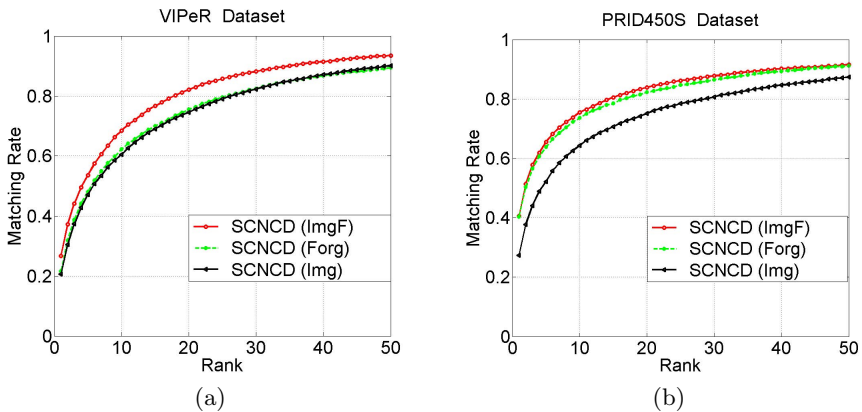 VIPeR Dataset
Matching Rate
1
0.8
0.6
0.4
0.2
0
SCNCD (ImgF)
SCNCD (Forg)
SCNCD (Img)
0 10 20 30 40 50
Rank
(a)
PRID450S Dataset
Matching Rate
1
0.8
0.6
0.4
0.2
0
SCNCD (ImgF)
SCNCD (Forg)
SCNCD (Img)
0 10 20 30 40 50
Rank
(b)